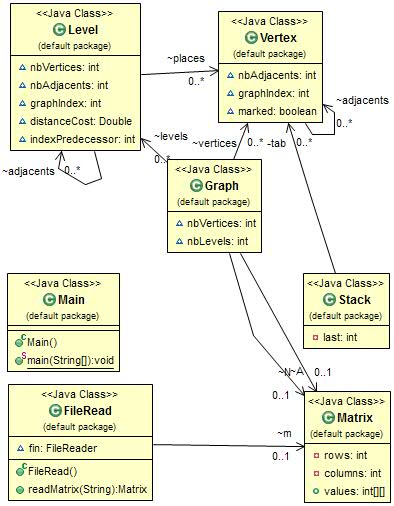 <<Java Class>>
Level
(default package)
nbVertices: int
nbAdjacents: int
graphIndex: int
distanceCost: Double
indexPredecessor: int
~places
0..*
<<Java Class>>
Vertex
(default package)
nbAdjacents: int
graphIndex: int
marked: boolean
~adjacents
0..*
~adjacents
0..*
~levels
0..*
~vertices
0..*
-tab
0..*
<<Java Class>>
Graph
(default package)
nbVertices: int
nbLevels: int
<<Java Class>>
Main
(default package)
C
Main()
S
main(String[]):void
<<Java Class>>
Stack
(default package)
last: int
~N
~A
0..1
0..1
<<Java Class>>
FileRead
(default package)
fin: FileReader
C
FileRead()
readMatrix(String):Matrix
~m
0..1
<<Java Class>>
Matrix
(default package)
rows: int
columns: int
values: int[][]